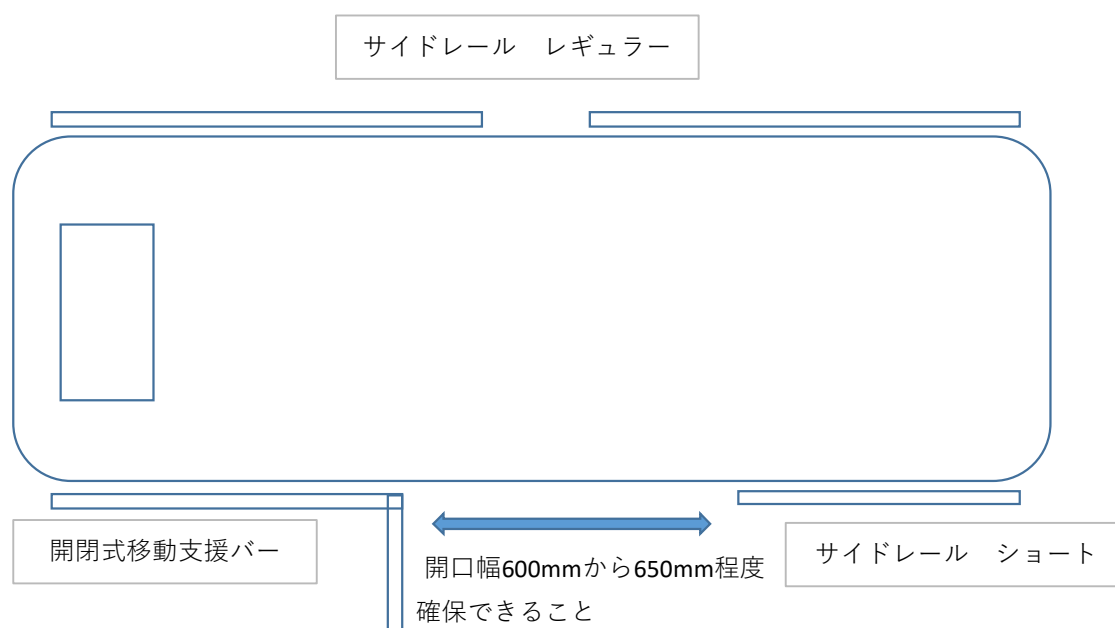 サイドレール　レギュラー
開閉式移動支援バー
開口幅600mmから650mm程度
確保できること
サイドレール　ショート